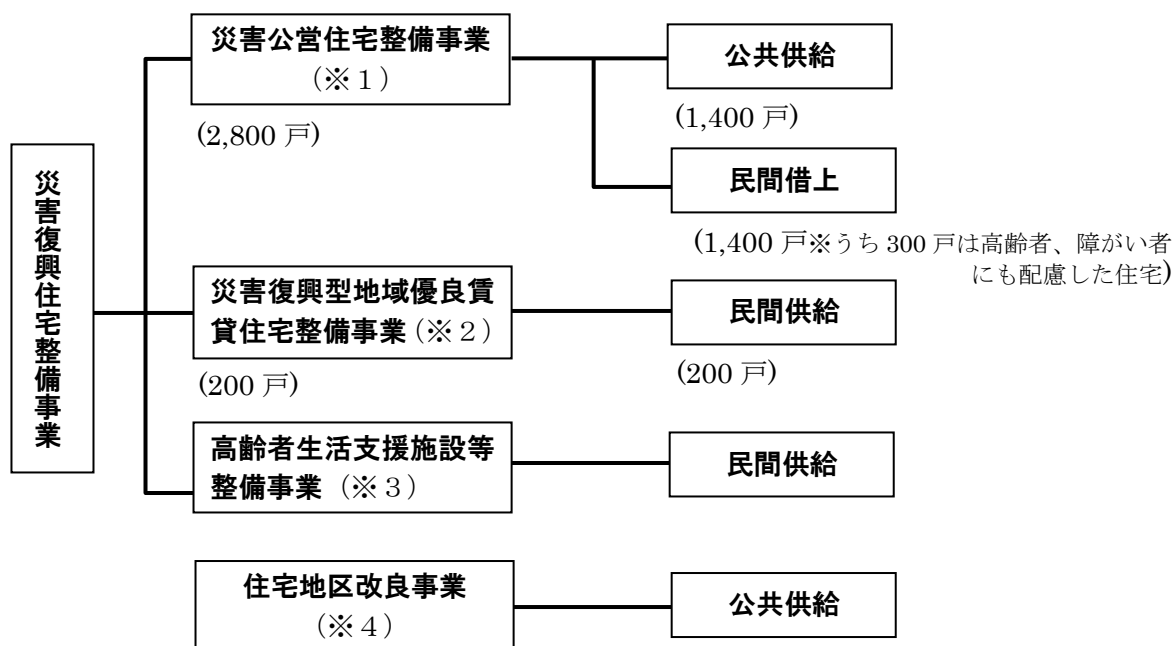 災害復興住宅整備事業
災害公営住宅整備事業
（※１）
(2,800 戸)
公共供給
(1,400 戸)
民間借上
(1,400 戸※うち 300 戸は高齢者、障がい者
にも配慮した住宅)
災害復興型地域優良賃
貸住宅整備事業（※２）
(200 戸)
民間供給
(200 戸)
高齢者生活支援施設等
整備事業（※３）
民間供給
住宅地区改良事業
（※４）
公共供給